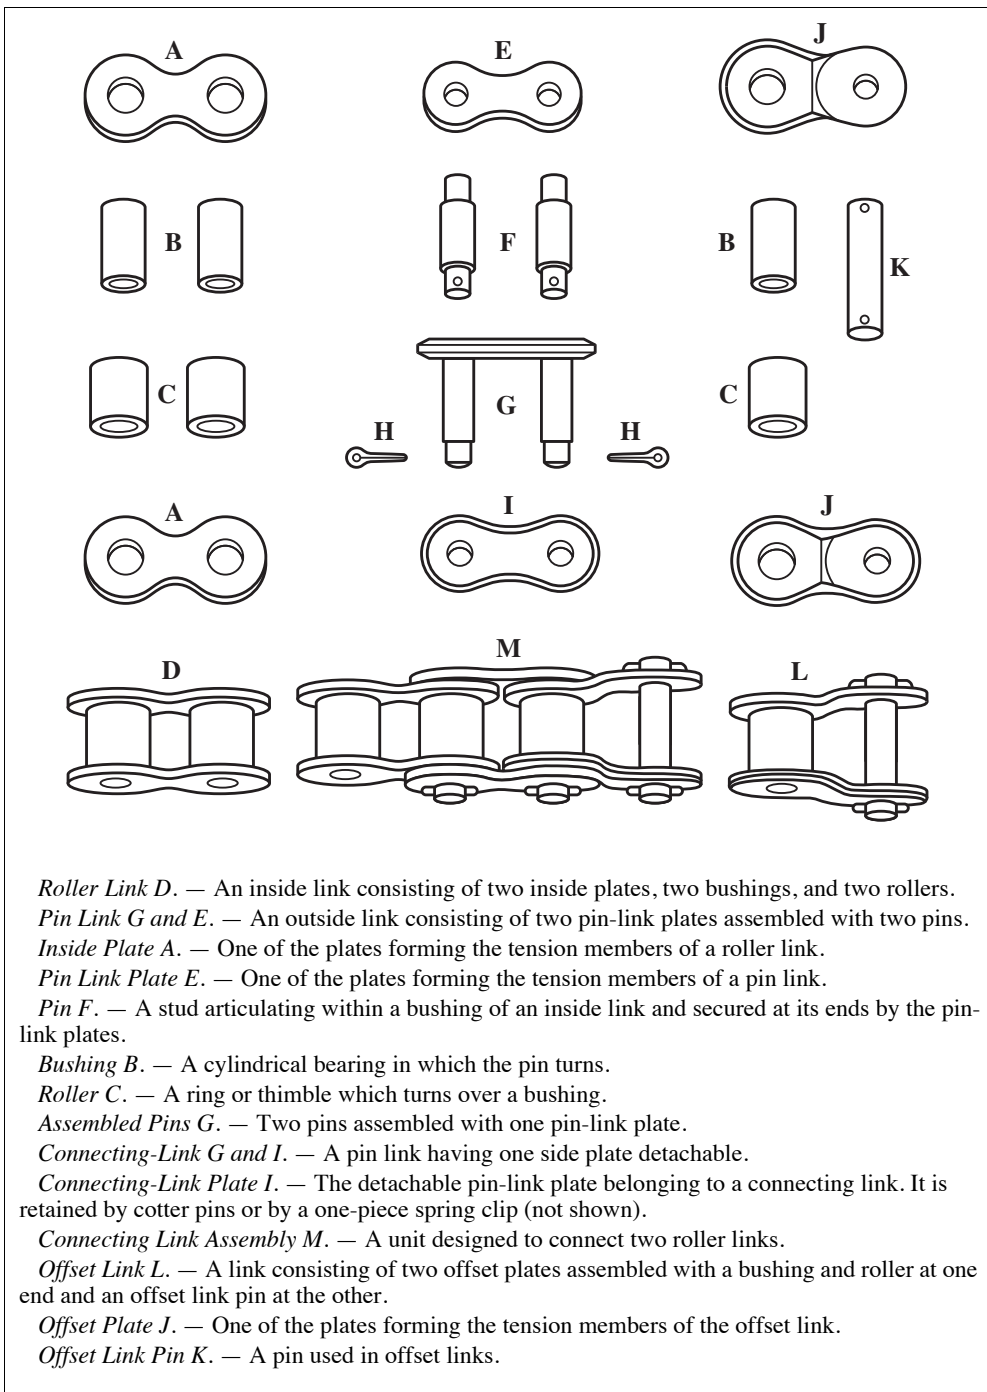 A E J
B F B K
C G C
H H
A I J
D M L
Roller Link D. — An inside link consisting of two inside plates, two bushings, and two rollers.
Pin Link G and E. — An outside link consisting of two pin-link plates assembled with two pins.
Inside Plate A. — One of the plates forming the tension members of a roller link.
Pin Link Plate E. — One of the plates forming the tension members of a pin link.
Pin F. — A stud articulating within a bushing of an inside link and secured at its ends by the pin-
link plates.
Bushing B. — A cylindrical bearing in which the pin turns.
Roller C. — A ring or thimble which turns over a bushing.
Assembled Pins G. — Two pins assembled with one pin-link plate.
Connecting-Link G and I. — A pin link having one side plate detachable.
Connecting-Link Plate I. — The detachable pin-link plate belonging to a connecting link. It is
retained by cotter pins or by a one-piece spring clip (not shown).
Connecting Link Assembly M. — A unit designed to connect two roller links.
Offset Link L. — A link consisting of two offset plates assembled with a bushing and roller at one
end and an offset link pin at the other.
Offset Plate J. — One of the plates forming the tension members of the offset link.
Offset Link Pin K. — A pin used in offset links.